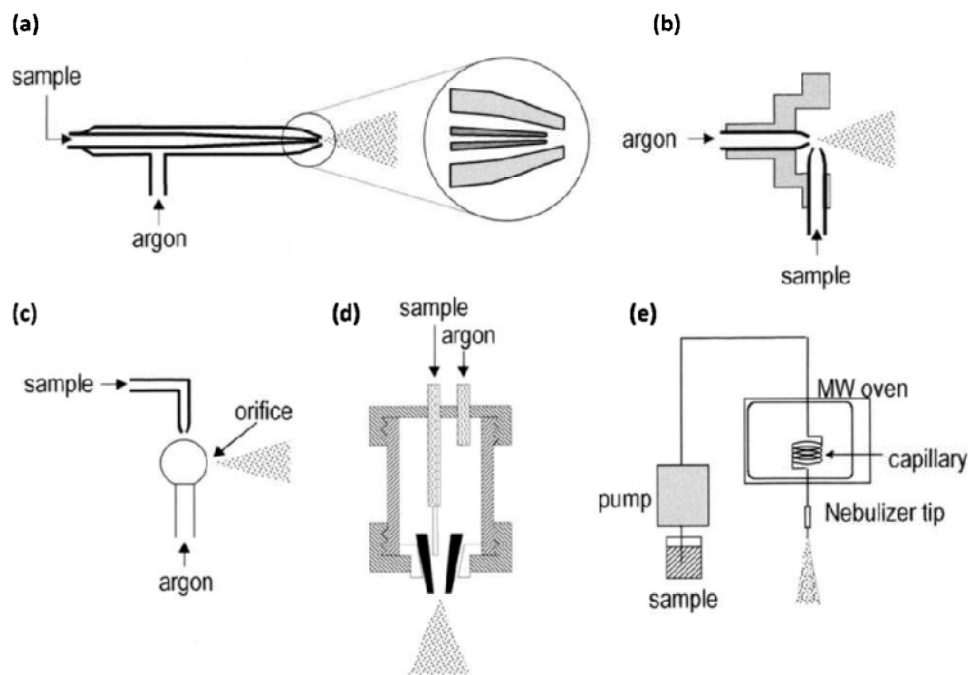 (a)
sample
argon
(b)
argon
sample
(c)
sample
orifice
argon
(d)
sample
argon
(e)
MW oven
capillary
pump
Nebulizer tip
sample